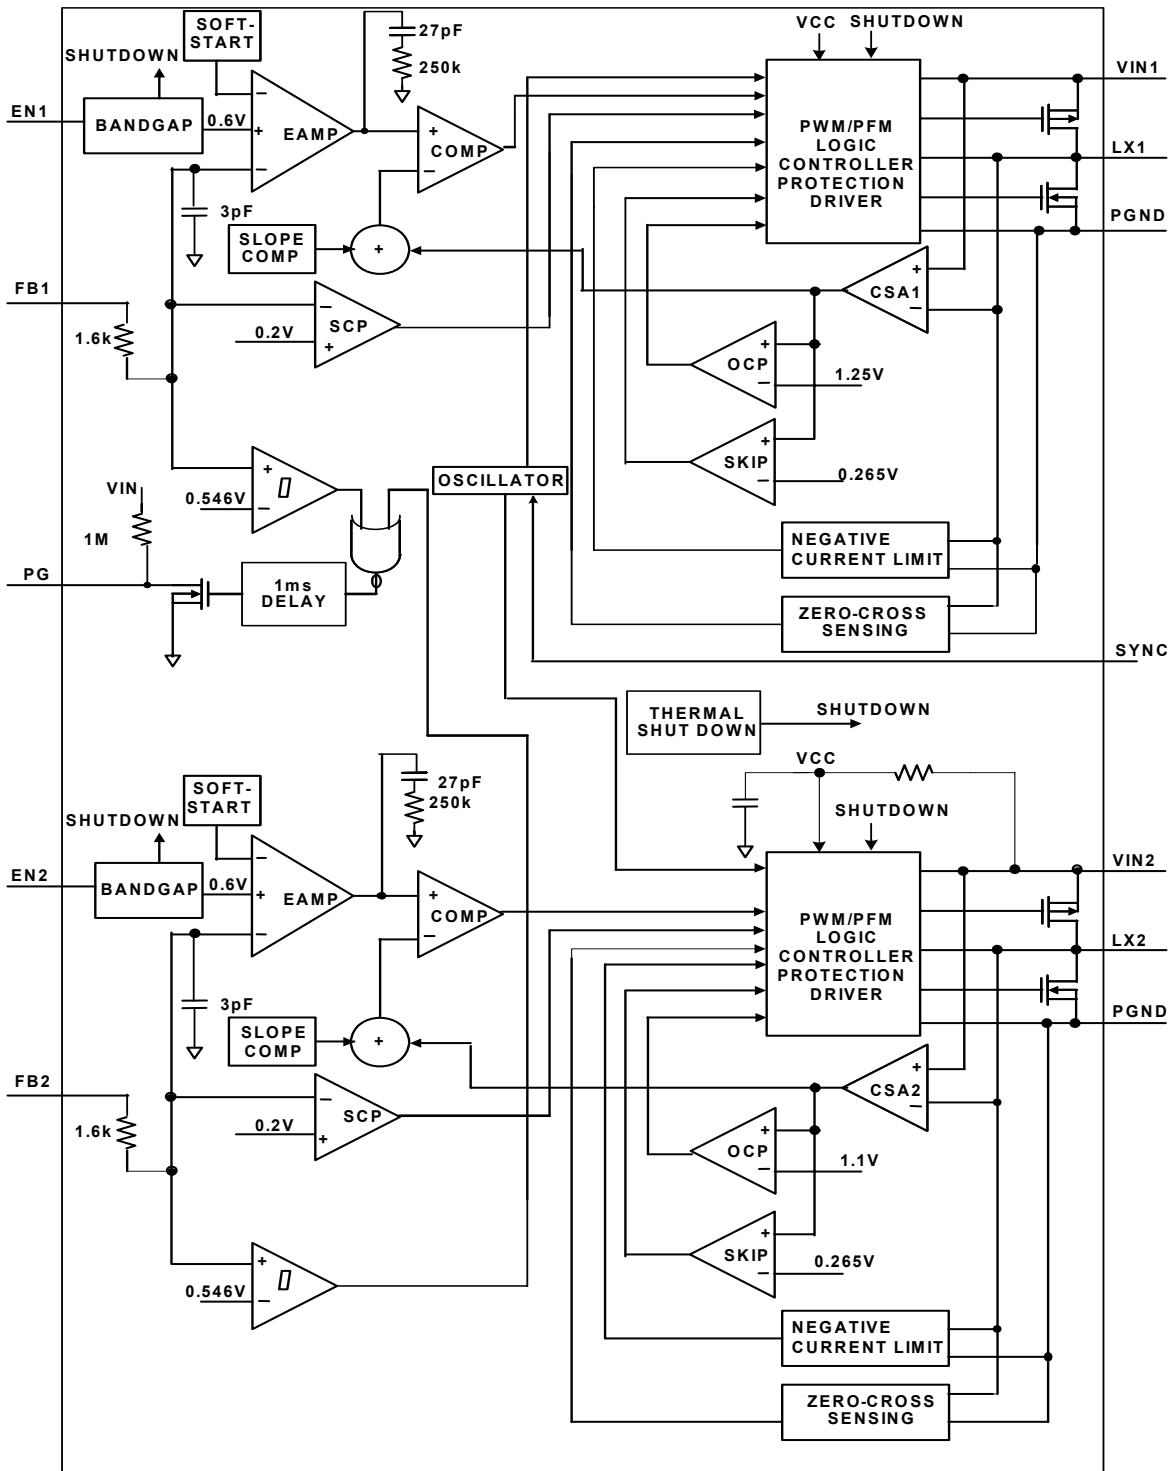 SOFT-
START
27pF
250k
SHUTDOWN
VCC
SHUTDOWN
VIN1
EN1
BANDGAP
0.6V
−
+
−
EAMP
+
−
COMP
PWM/PFM
LOGIC
CONTROLLER
PROTECTION
DRIVER
LX1
PGND
3pF
SLOPE
COMP
+
+
−
CSA1
FB1
1.6k
0.2V
−
+
SCP
+
−
OCP
1.25V
+
−
SKIP
0.265V
OSCILLATOR
VIN
1M
0.546V
+
−
PG
1ms
DELAY
NEGATIVE
CURRENT LIMIT
ZERO-CROSS
SENSING
SYNC
THERMAL
SHUT DOWN
SHUTDOWN
VCC
SHUTDOWN
SOFT-
START
27pF
250k
SHUTDOWN
VIN2
EN2
BANDGAP
0.6V
−
+
−
EAMP
+
−
COMP
PWM/PFM
LOGIC
CONTROLLER
PROTECTION
DRIVER
LX2
PGND
3pF
SLOPE
COMP
+
+
−
CSA2
FB2
1.6k
0.2V
−
+
SCP
+
−
OCP
1.1V
+
−
SKIP
0.265V
0.546V
+
−
NEGATIVE
CURRENT LIMIT
ZERO-CROSS
SENSING